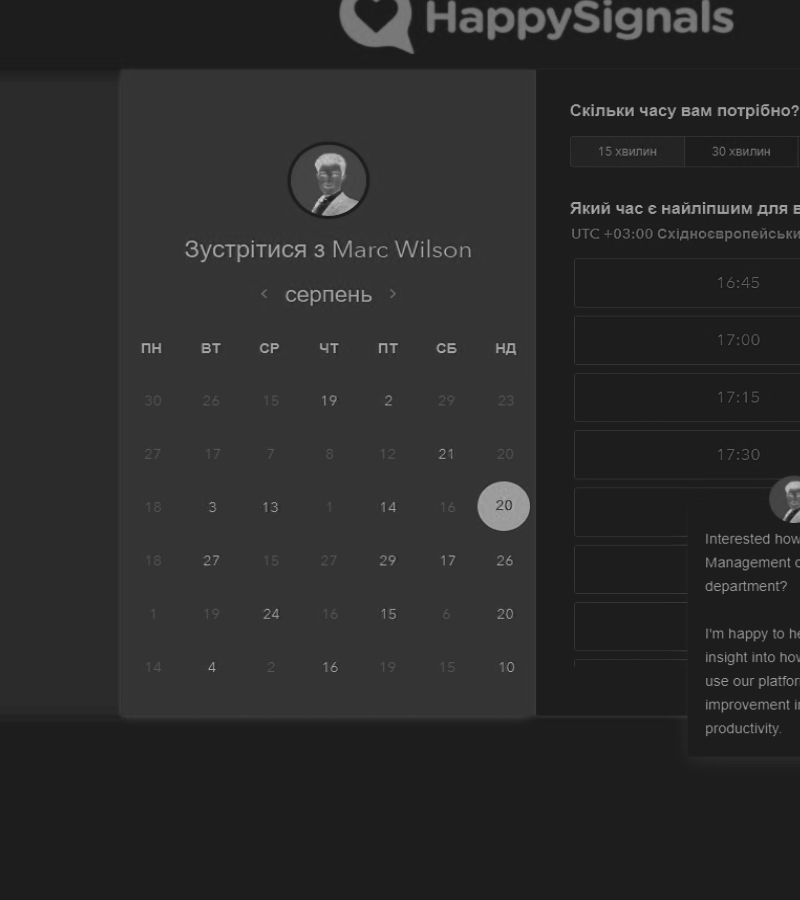 HappySignals
Зустрітися з Marc Wilson
серпень
ПН ВТ СР ЧТ ПТ СБ НД
30 26 15 19 2 29 23
27 17 7 8 12 21 20
18 3 13 1 14 16 20
18 27 15 27 29 17 26
1 19 24 16 15 6 20
14 4 2 16 19 15 10
Скільки часу вам потрібно?
15 хвилин
30 хвилин
Який час є найліпшим для в
UTC +03:00 Східноєвропейськи
16:45
17:00
17:15
17:30
Interested how
Management
department?
I'm happy to he
insight into how
use our platfor
improvement i
productivity.